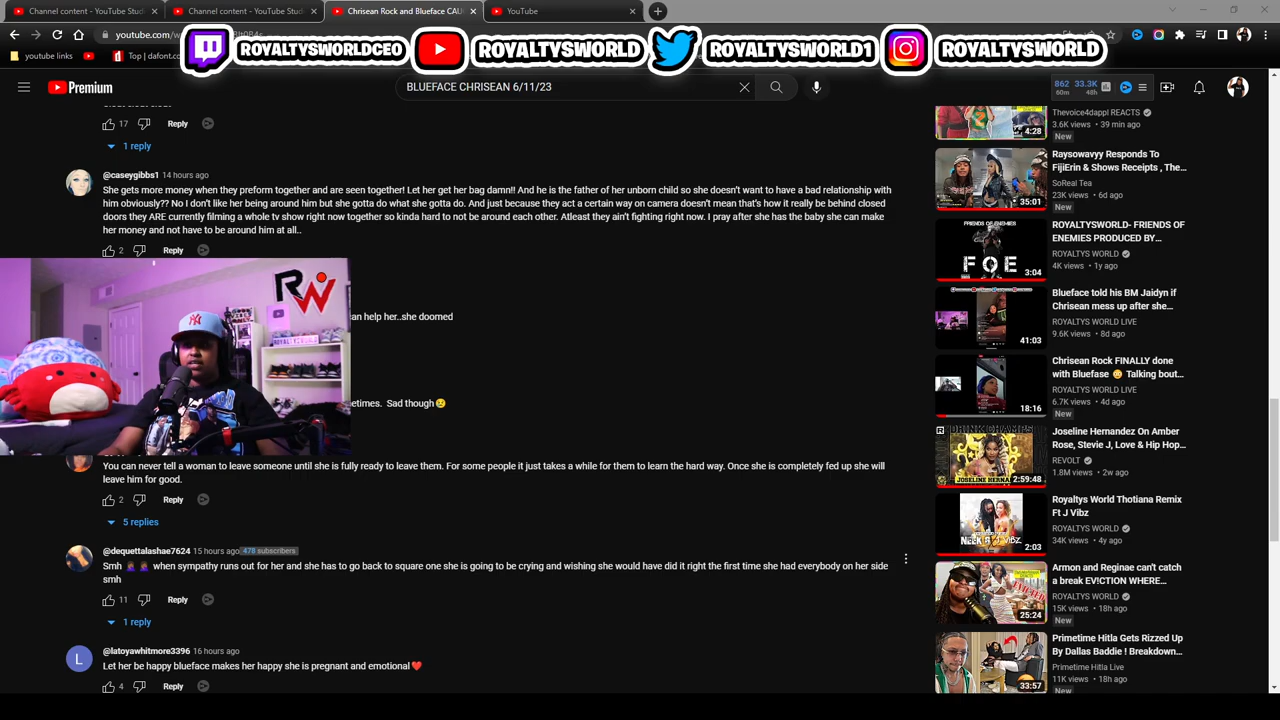 Channel content - YouTube Stud
Channel content - YouTube Stud
Chrisean Rock and Blueface CAU
YouTube
youtube.com/w
youtube links
Top | dafont.c
ROYALTYSWORLDCEO
ROYALTYSWORLD
ROYALTYSWORLD1
ROYALTYSWORLD
Premium
BLUEFACE CHRISEAN 6/11/23
862
60m
33.3K
48h
17
Reply
1 reply
@caseygibbs1 14 hours ago
She gets more money when they preform together and are seen together! Let her get her bag damn!! And he is the father of her unborn child so she doesn't want to have a bad relationship with
him obviously?? No I don't like her being around him but she gotta do what she gotta do. And just because they act a certain way on camera doesn't mean that's how it really be behind closed
doors they ARE currently filming a whole tv show right now together so kinda hard to not be around each other. Atleast they ain't fighting right now. I pray after she has the baby she can make
her money and not have to be around him at all..
2
Reply
RW
ROYALTYSWORLD
an help her..she doomed
etimes. Sad though😢
You can never tell a woman to leave someone until she is fully ready to leave them. For some people it just takes a while for them to learn the hard way. Once she is completely fed up she will
leave him for good.
2
Reply
5 replies
@dequettalashae7624 15 hours ago 478 subscribers
Smh 🤦🏾‍♀️🤦🏾‍♀️ when sympathy runs out for her and she has to go back to square one she is going to be crying and wishing she would have did it right the first time she had everybody on her side
smh
11
Reply
1 reply
L
@latoyawhitmore3396 16 hours ago
Let her be happy blueface makes her happy she is pregnant and emotional❤️
4
Reply
4:28
Thevoice4dappl REACTS
3.6K views • 39 min ago
New
35:01
Raysowavyy Responds To
FijiErin & Shows Receipts , The...
SoReal Tea
23K views • 6d ago
New
FRIENDS OF
ENEMIES
FOE
3:04
ROYALTYSWORLD- FRIENDS OF
ENEMIES PRODUCED BY...
ROYALTYS WORLD
4K views • 1y ago
41:03
Blueface told his BM Jaidyn if
Chrisean mess up after she...
ROYALTYS WORLD LIVE
9.6K views • 8d ago
18:16
Chrisean Rock FINALLY done
with Bluefase 😳 Talking bout...
ROYALTYS WORLD LIVE
6.7K views • 4d ago
New
DRINK CHAMPS
JOSELINE HERNA
2:59:48
Joseline Hernandez On Amber
Rose, Stevie J, Love & Hip Hop...
REVOLT
1.8M views • 2w ago
2:03
Royaltys World Thotiana Remix
Ft J Vibz
ROYALTYS WORLD
34K views • 4y ago
25:24
Armon and Reginae can't catch
a break EV!CTION WHERE...
ROYALTYS WORLD
15K views • 18h ago
New
33:57
Primetime Hitla Gets Rizzed Up
By Dallas Baddie ! Breakdown...
Primetime Hitla Live
11K views • 18h ago
New